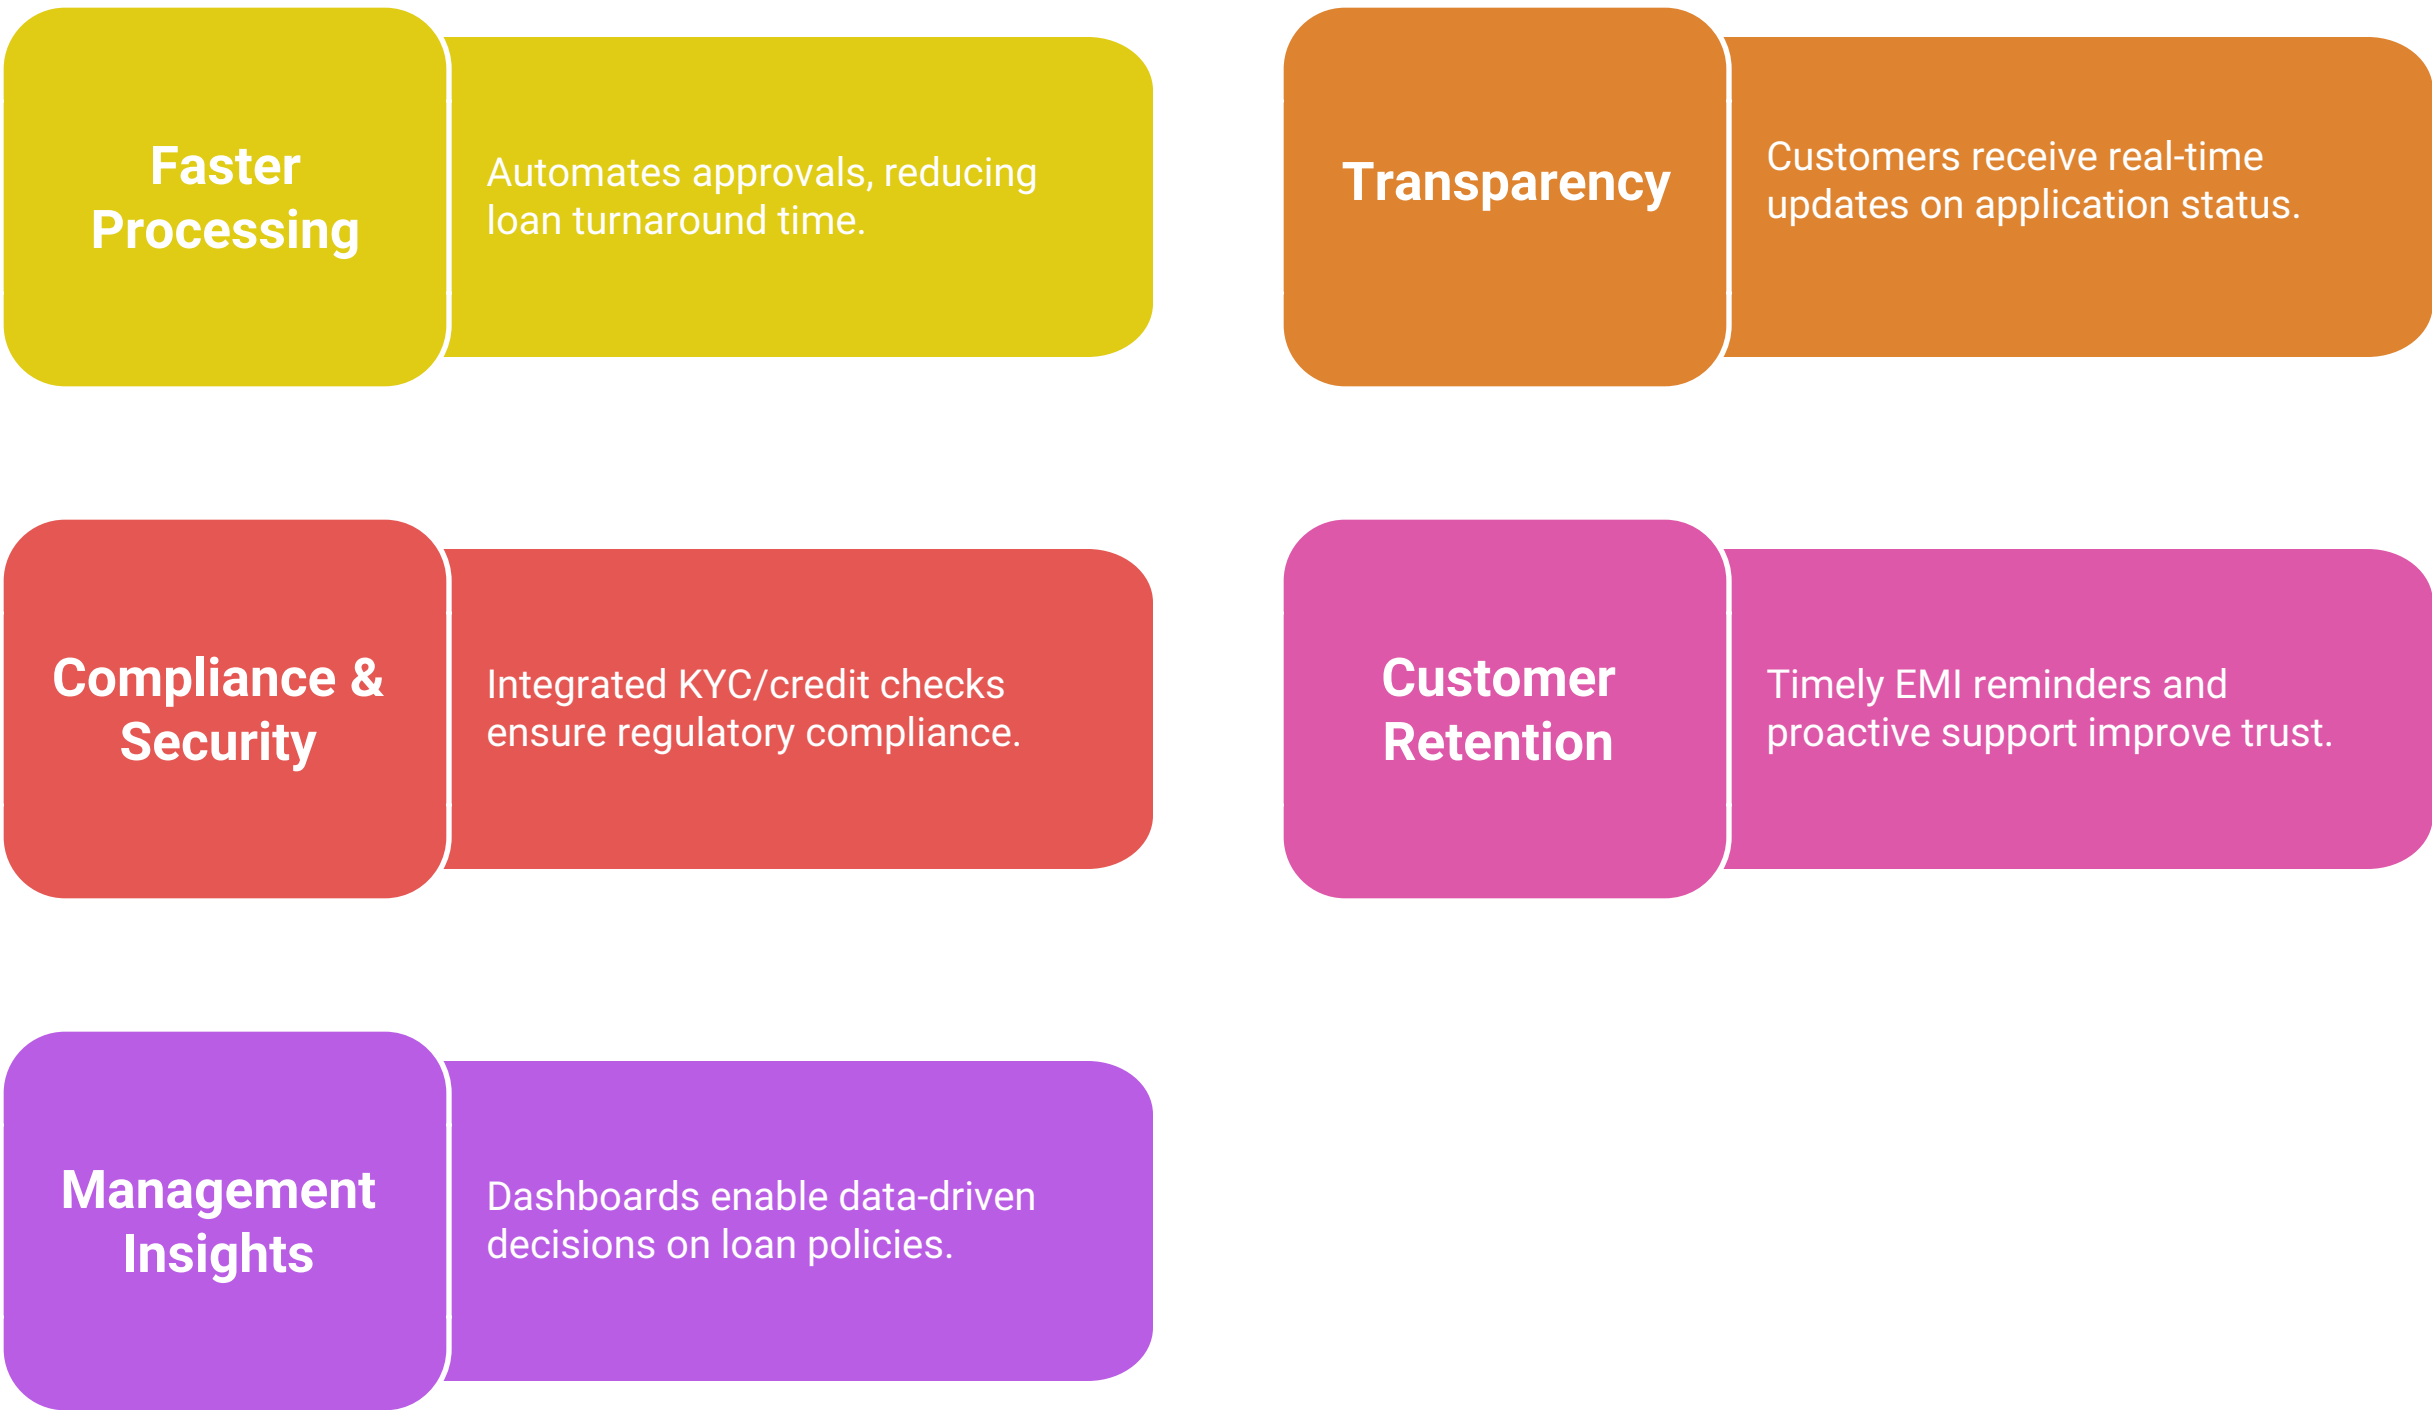 Faster
Processing
Automates approvals, reducing
loan turnaround time.
Transparency
Customers receive real-time
updates on application status.
Compliance &
Security
Integrated KYC/credit checks
ensure regulatory compliance.
Customer
Retention
Timely EMI reminders and
proactive support improve trust.
Management
Insights
Dashboards enable data-driven
decisions on loan policies.